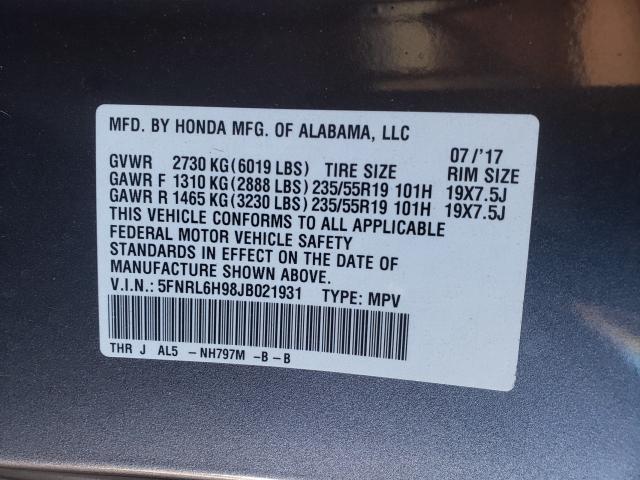 MFD. BY HONDA MFG. OF ALABAMA, LLC
07/'17
GVWR 2730 KG(6019 LBS) TIRE SIZE RIM SIZE
GAWR F 1310 KG(2888 LBS)235/55R19 101H 19X7.5J
GAWR R 1465 KG(3230 LBS)235/55R19 101H 19X7.5J
THIS VEHICLE CONFORMS TO ALL APPLICABLE
FEDERAL MOTOR VEHICLE SAFETY
STANDARDS IN EFFECT ON THE DATE OF
MANUFACTURE SHOWN ABOVE.
V.I.N.: 5FNRL6H98JB021931 TYPE: MPV
THR J AL5 -NH797M -B-B